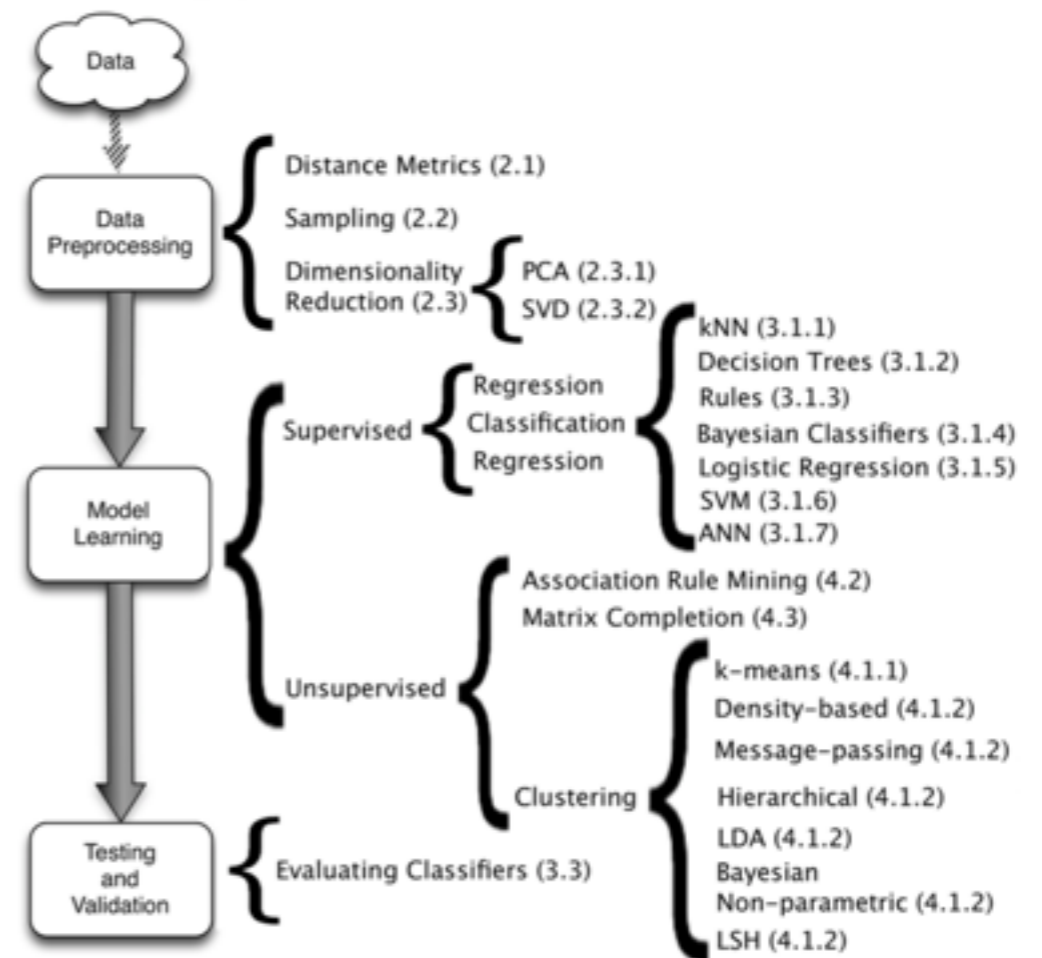 Data
Data
Preprocessing
Distance Metrics (2.1)
Sampling (2.2)
Dimensionality
Reduction (2.3)
PCA (2.3.1)
SVD (2.3.2)
Model
Learning
Supervised
Regression
Classification
Regression
kNN (3.1.1)
Decision Trees (3.1.2)
Rules (3.1.3)
Bayesian Classifiers (3.1.4)
Logistic Regression (3.1.5)
SVM (3.1.6)
ANN (3.1.7)
Unsupervised
Association Rule Mining (4.2)
Matrix Completion (4.3)
Clustering
k-means (4.1.1)
Density-based (4.1.2)
Message-passing (4.1.2)
Hierarchical (4.1.2)
LDA (4.1.2)
Bayesian
Non-parametric (4.1.2)
LSH (4.1.2)
Testing
and
Validation
Evaluating Classifiers (3.3)